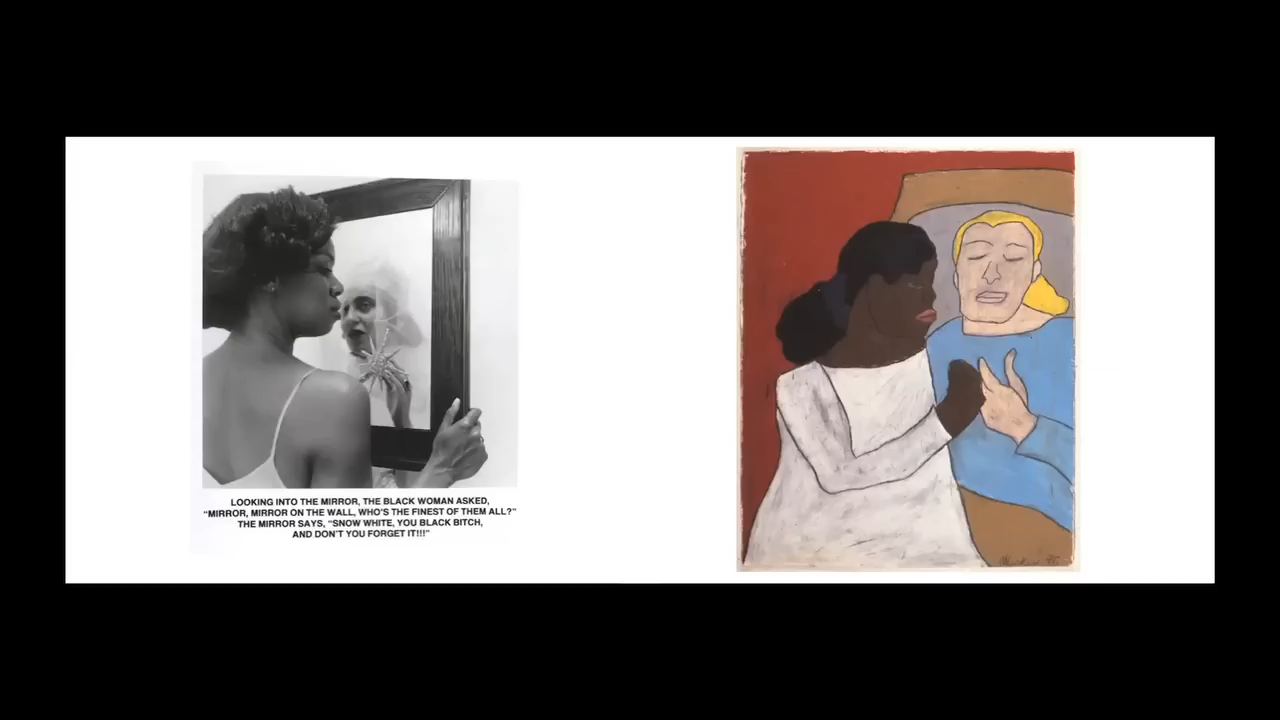 LOOKING INTO THE MIRROR, THE BLACK WOMAN ASKED,
“MIRROR, MIRROR ON THE WALL, WHO'S THE FINEST OF THEM ALL?”
THE MIRROR SAYS, “SNOW WHITE, YOU BLACK BITCH,
AND DON'T YOU FORGET IT!!!”